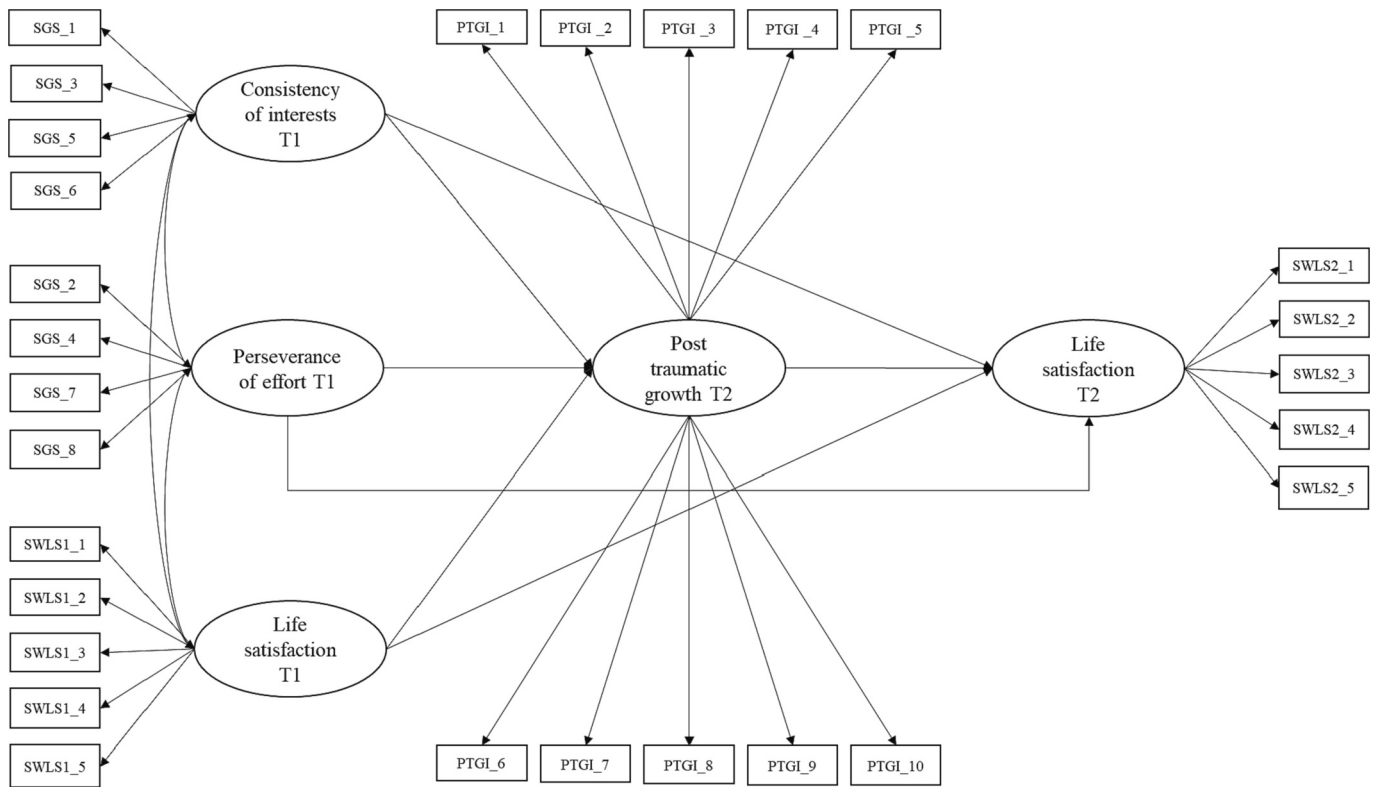 SGS_1
SGS_3
SGS_5
SGS_6
Consistency
of interests
T1
PTGI_1
PTGI _2
PTGI _3
PTGI _4
PTGI _5
SGS_2
SGS_4
SGS_7
SGS_8
Perseverance
of effort T1
Post
traumatic
growth T2
Life
satisfaction
T2
SWLS2_1
SWLS2_2
SWLS2_3
SWLS2_4
SWLS2_5
SWLS1_1
SWLS1_2
SWLS1_3
SWLS1_4
SWLS1_5
Life
satisfaction
T1
PTGI_6
PTGI_7
PTGI_8
PTGI_9
PTGI_10